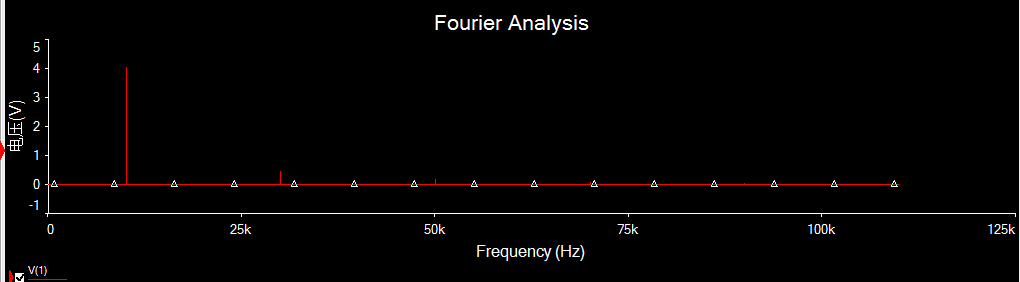 Fourier Analysis
电压(V)
5
4
3
2
1
0
-1
0 25k 50k 75k 100k 125k
Frequency (Hz)
V(1)